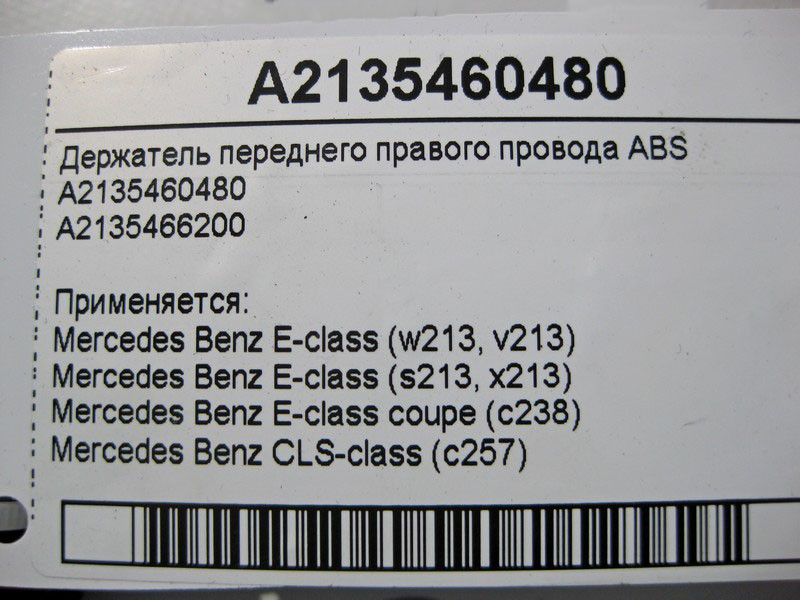 A2135460480
Держатель переднего правого провода ABS
A2135460480
A2135466200
Применяется:
Mercedes Benz E-class (w213, v213)
Mercedes Benz E-class (s213, x213)
Mercedes Benz E-class coupe (c238)
Mercedes Benz CLS-class (c257)